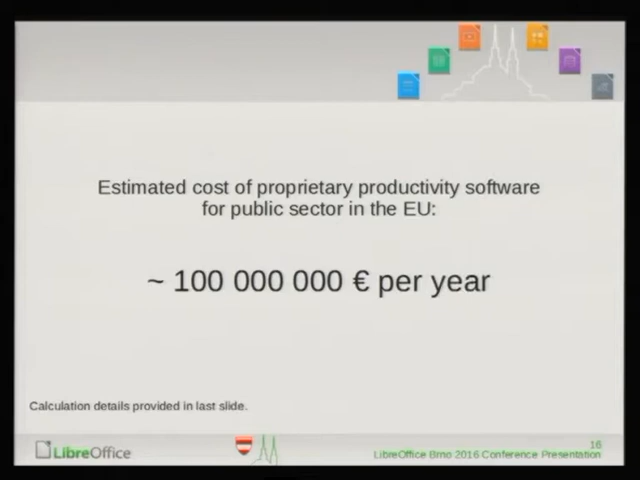 Estimated cost of proprietary productivity software
for public sector in the EU:
~ 100 000 000 € per year
Calculation details provided in last slide.
LibreOffice
16
LibreOffice Brno 2016 Conference Presentation